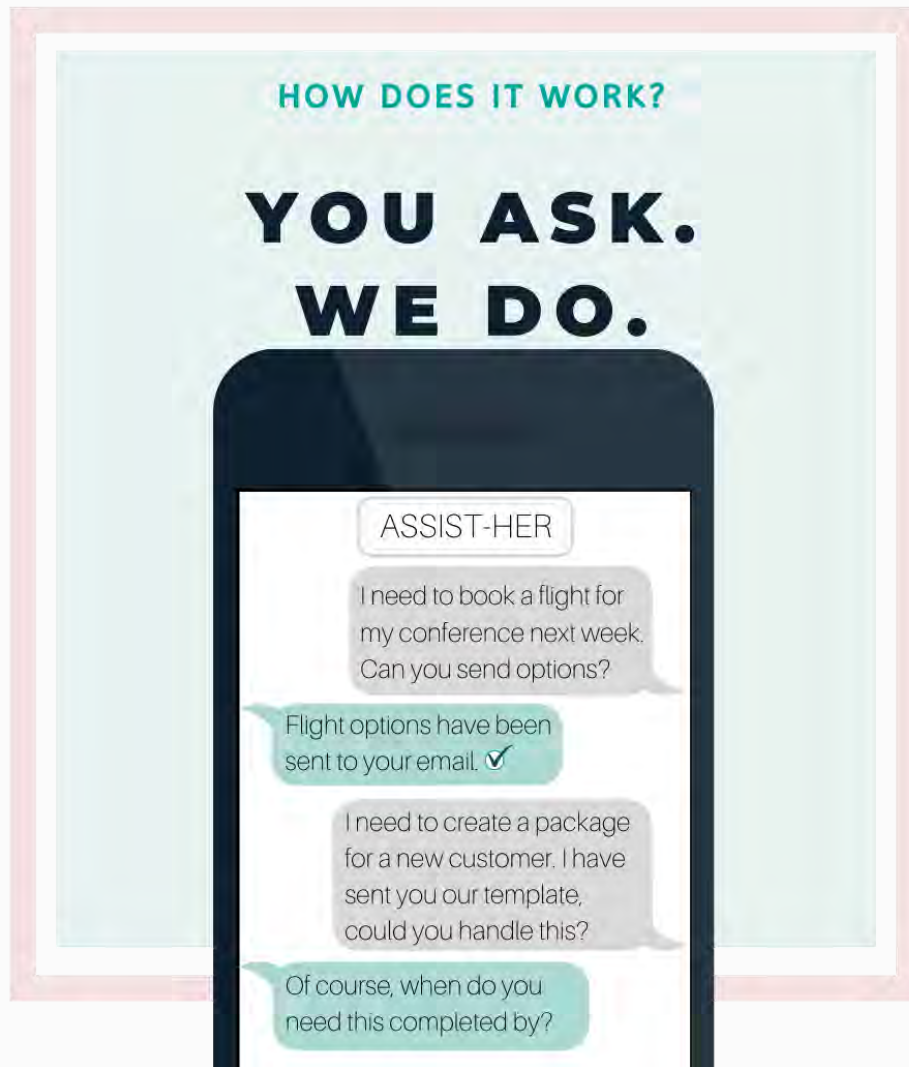 HOW DOES IT WORK?
YOU ASK.
WE DO.
ASSIST-HER
I need to book a flight for
my conference next week.
Can you send options?
Flight options have been
sent to your email.
I need to create a package
for a new customer. I have
sent you our template,
could you handle this?
Of course, when do you
need this completed by?